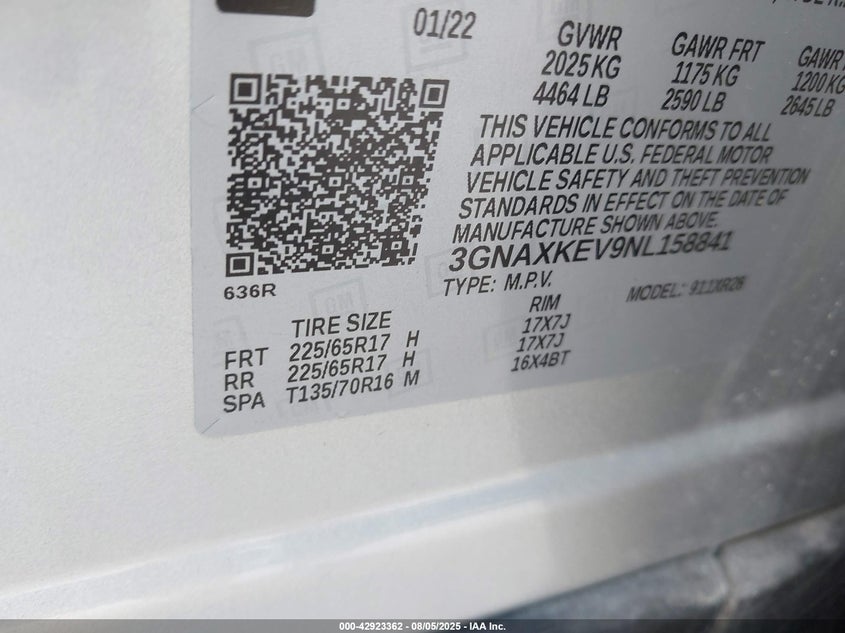 01/22 GVWR GAWR FRT GAWR
2025 KG 1175 KG 1200 KG
4464 LB 2590 LB 2645 LB
THIS VEHICLE CONFORMS TO ALL
APPLICABLE U.S. FEDERAL MOTOR
VEHICLE SAFETY AND THEFT PREVENTION
STANDARDS IN EFFECT ON THE DATE OF
MANUFACTURE SHOWN ABOVE.
3GNAXKEV9NL158841
636R
TYPE: M.P.V. MODEL:
TIRE SIZE RIM
FRT 225/65R17 H 17X7J
RR 225/65R17 H 17X7J
SPA T135/70R16 M 16X4BT
000-42923362 - 08/05/2025 - IAA Inc.